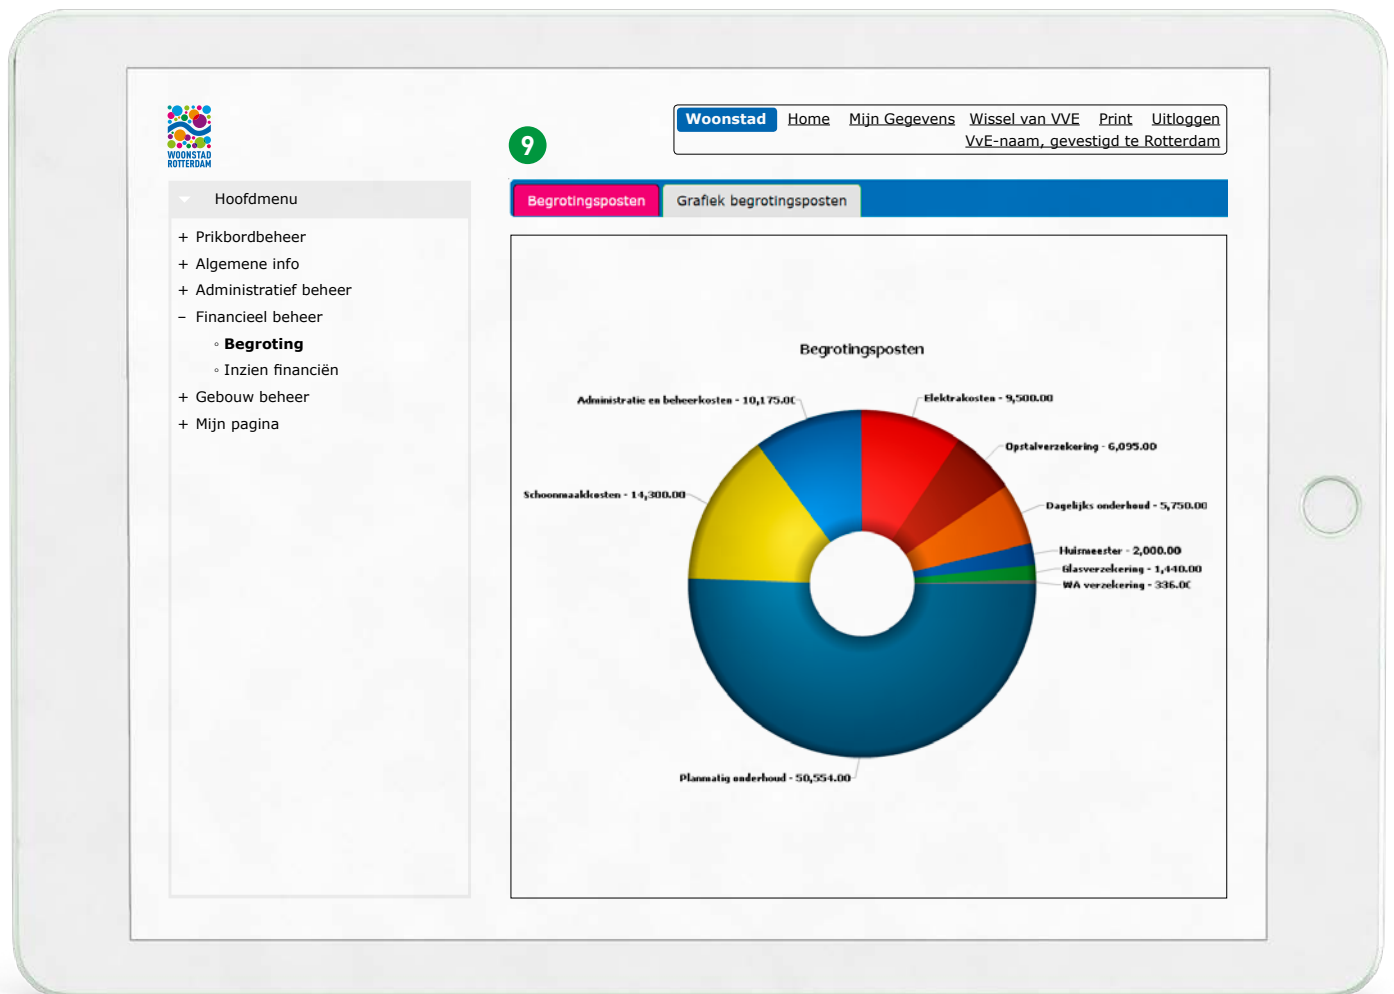 WOONSTAD
ROTTERDAM
9
Woonstad Home Mijn Gegevens Wissel van VVE Print Uitloggen
VvE-naam, gevestigd te Rotterdam
Hoofdmenu
+ Prikbordbeheer
+ Algemene info
+ Administratief beheer
– Financieel beheer
◦ Begroting
◦ Inzien financiën
+ Gebouw beheer
+ Mijn pagina
Begrotingsposten Grafiek begrotingsposten
Begrotingsposten
Administratie en beheerkosten - 10,175.00
Elektrakosten - 9,500.00
Opstalverzekering - 6,095.00
Schoonmaakkosten - 14,300.00
Dagelijks onderhoud - 5,750.00
Huismeester - 2,000.00
Glasverzekering - 1,440.00
WA verzekering - 336.00
Planmatig onderhoud - 50,554.00